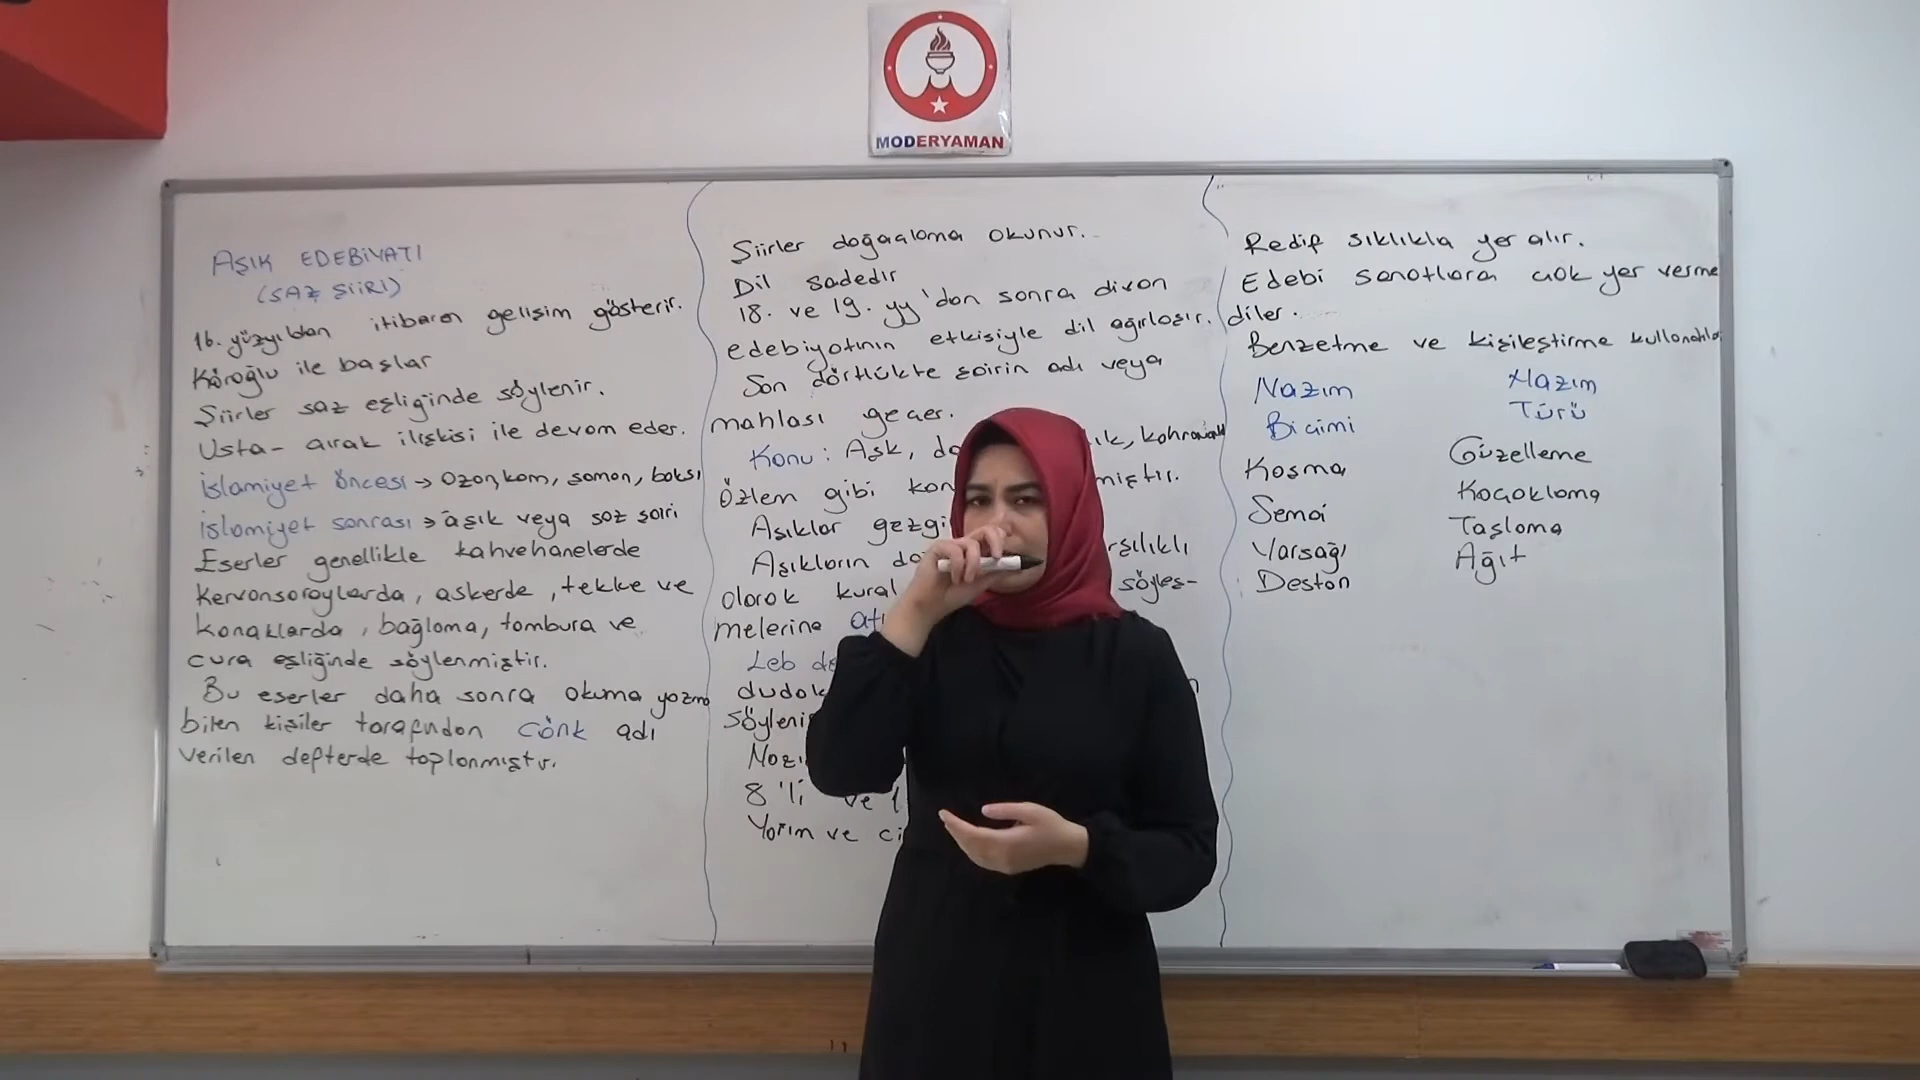 MODERYAMAN
AŞIK EDEBİYATI
(SAZ ŞİİRİ)
16. yüzyıldan itibaren gelişim gösterir.
Köroğlu ile başlar
Şiirler saz eşliğinde söylenir.
Usta-çırak ilişkisi ile devam eder.
İslamiyet öncesi → Ozan, kam, şaman, baksı
İslamiyet sonrası → aşık veya saz şairi
Eserler genellikle kahvehanelerde
Kervansaraylarda, askerde, tekke ve
konaklarda, bağlama, tambura ve
cura eşliğinde söylenmiştir.
Bu eserler daha sonra okuma yazma
bilen kişiler tarafından Cönk adı
verilen defterde toplanmıştır.
Şiirler doğaçlama okunur.
Dil sadedir
18. ve 19. yy'dan sonra divan
edebiyatının etkisiyle dil ağırlaşır.
Son dörtlükte şairin adı veya
mahlası geçer.
Konu: Aşk,
Özlem gibi
Aşıklar
Aşıkların
olarak kural söyleş-
melerine
Leb
Söylenir
8'li ve
Yarım ve
Redif sıklıkla yer alır.
Edebi sanatlara çok yer verme
diler.
Benzetme ve kişileştirme
Nazım
Biçimi
Koşma
Semai
Varsağı
Destan
Nazım
Türü
Güzelleme
Koçaklama
Taşlama
Ağıt